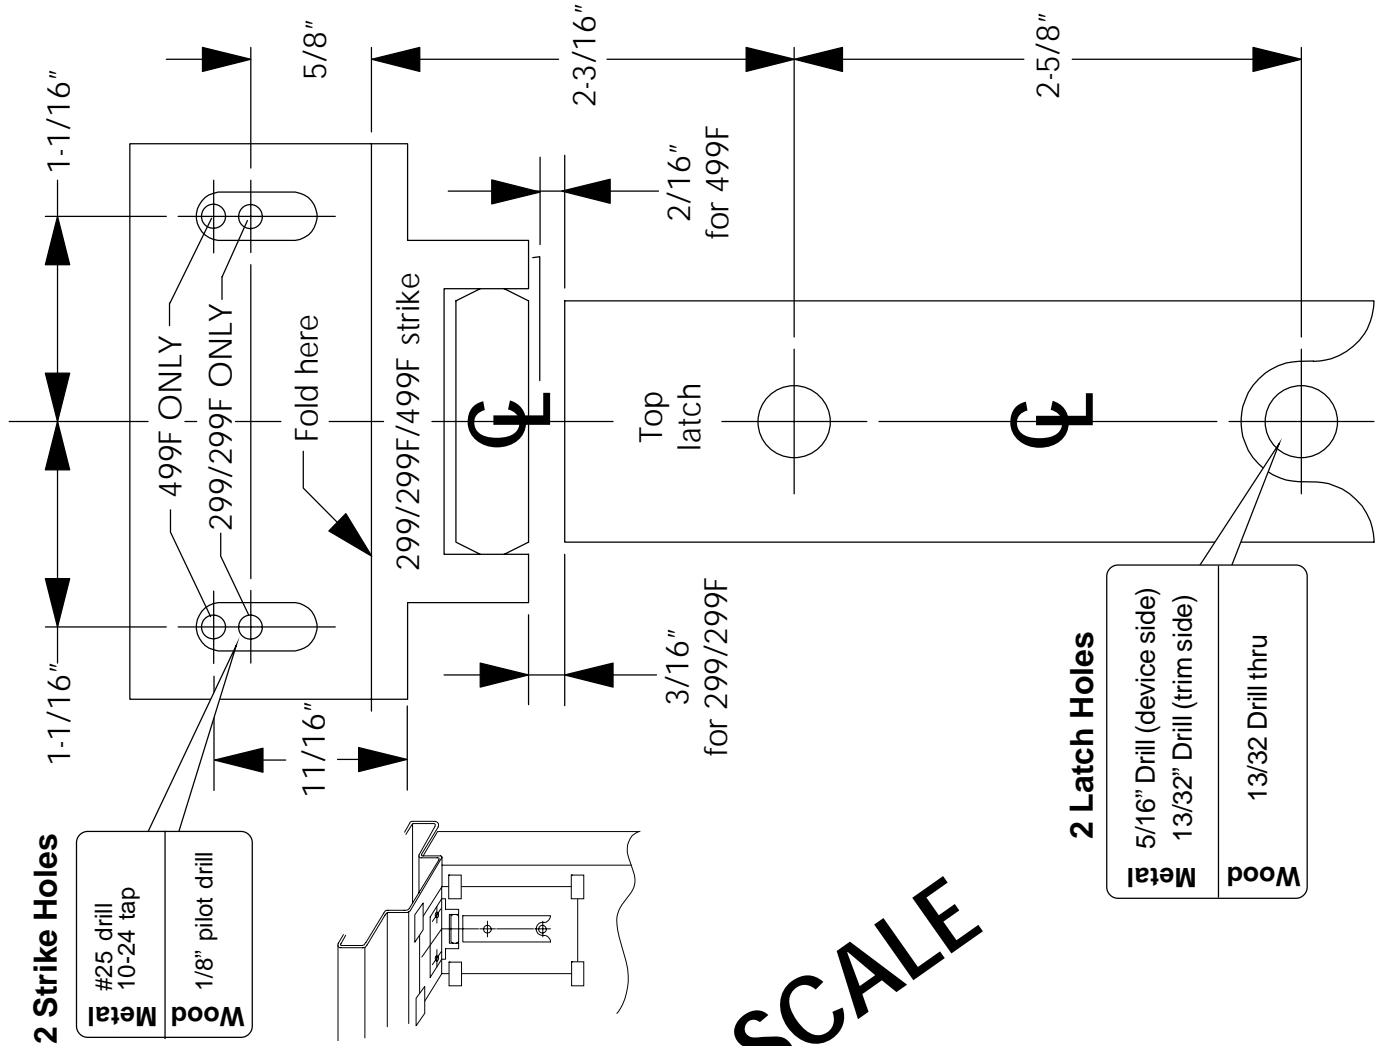 1-1/16"
1-1/16"
5/8"
2-3/16"
2-5/8"
11/16"
499F ONLY
299/299F ONLY
Fold here
299/299F/499F strike
CL
2/16"
for 499F
3/16"
for 299/299F
Top
latch
CL
2 Strike Holes
Metal
#25 drill
10-24 tap
Wood
1/8" pilot drill
2 Latch Holes
Metal
5/16" Drill (device side)
13/32" Drill (trim side)
Wood
13/32 Drill thru
SCALE